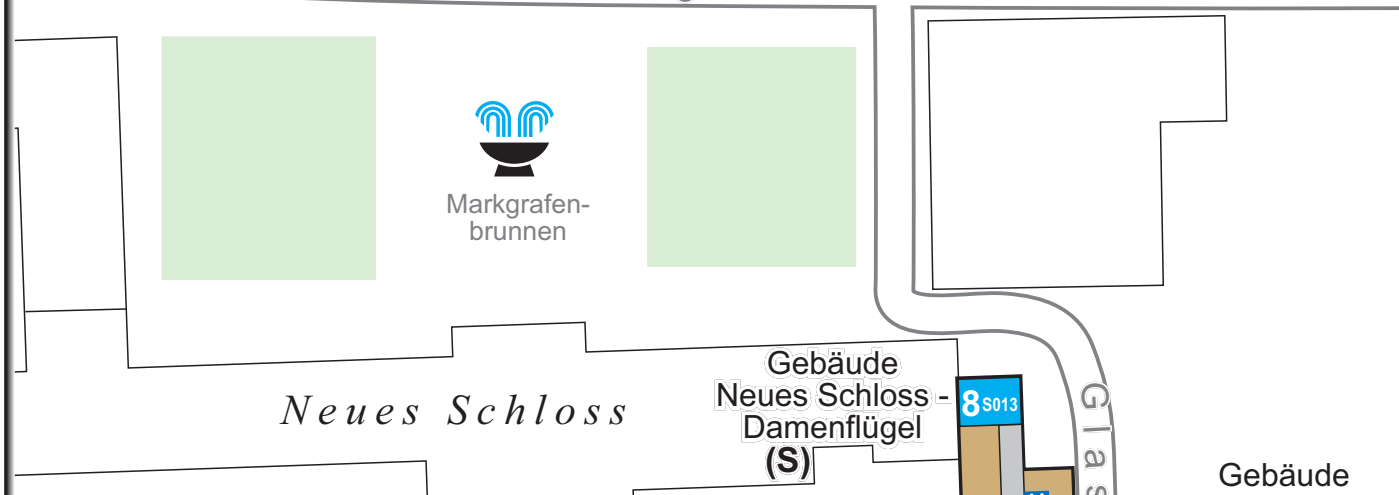 Markgrafen-
brunnen
Gebäude
Neues Schloss -
Damenflügel
(S)
Neues Schloss
8 S013
Glas
Gebäude